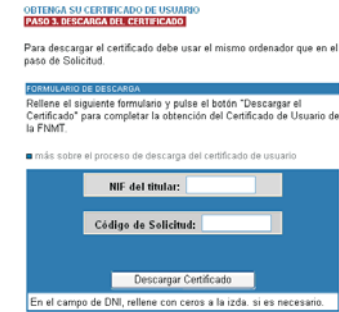 OBTENGA SU CERTIFICADO DE USUARIO
PASO 3. DESCARGA DEL CERTIFICADO
Para descargar el certificado debe usar el mismo ordenador que en el
paso de Solicitud.
FORMULARIO DE DESCARGA
Rellene el siguiente formulario y pulse el botón "Descargar el
Certificado" para completar la obtención del Certificado de Usuario de
la FNMT.
más sobre el proceso de descarga del certificado de usuario
NIF del titular:
Código de Solicitud:
Descargar Certificado
En el campo de DNI, rellene con ceros a la izda. si es necesario.